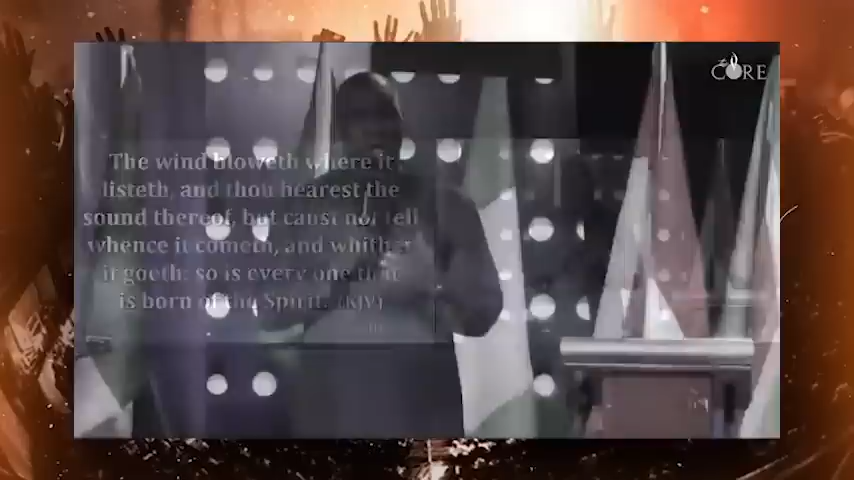 The CORE
The wind bloweth where it
listeth, and thou hearest the
sound thereof, but canst not tell
whence it cometh, and whither
it goeth: so is every one that
is born of the Spirit. (KJV)